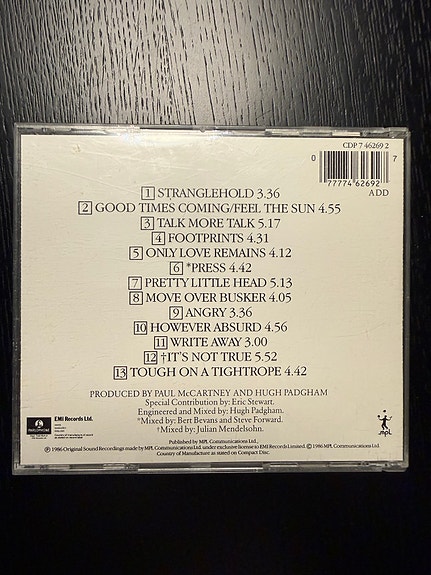 CDP 7 46269 2
0 77774 62692 7
ADD
1 STRANGLEHOLD 3.36
2 GOOD TIMES COMING/FEEL THE SUN 4.55
3 TALK MORE TALK 5.17
4 FOOTPRINTS 4.31
5 ONLY LOVE REMAINS 4.12
6 *PRESS 4.42
7 PRETTY LITTLE HEAD 5.13
8 MOVE OVER BUSKER 4.05
9 ANGRY 3.36
10 HOWEVER ABSURD 4.56
11 WRITE AWAY 3.00
12 †IT'S NOT TRUE 5.52
13 TOUGH ON A TIGHTROPE 4.42
PRODUCED BY PAUL McCARTNEY AND HUGH PADGHAM
Special Contribution by: Eric Stewart.
Engineered and Mixed by: Hugh Padgham.
*Mixed by: Bert Bevans and Steve Forward.
†Mixed by: Julian Mendelsohn.
EMI Records Ltd.
PARLOPHONE
mpl
Published by MPL Communications Ltd.
℗ 1986 Original Sound Recordings made by MPL Communications Ltd. under exclusive license to EMI Records Limited. © 1986 MPL Communications Ltd.
Country of Manufacture as stated on Compact Disc.